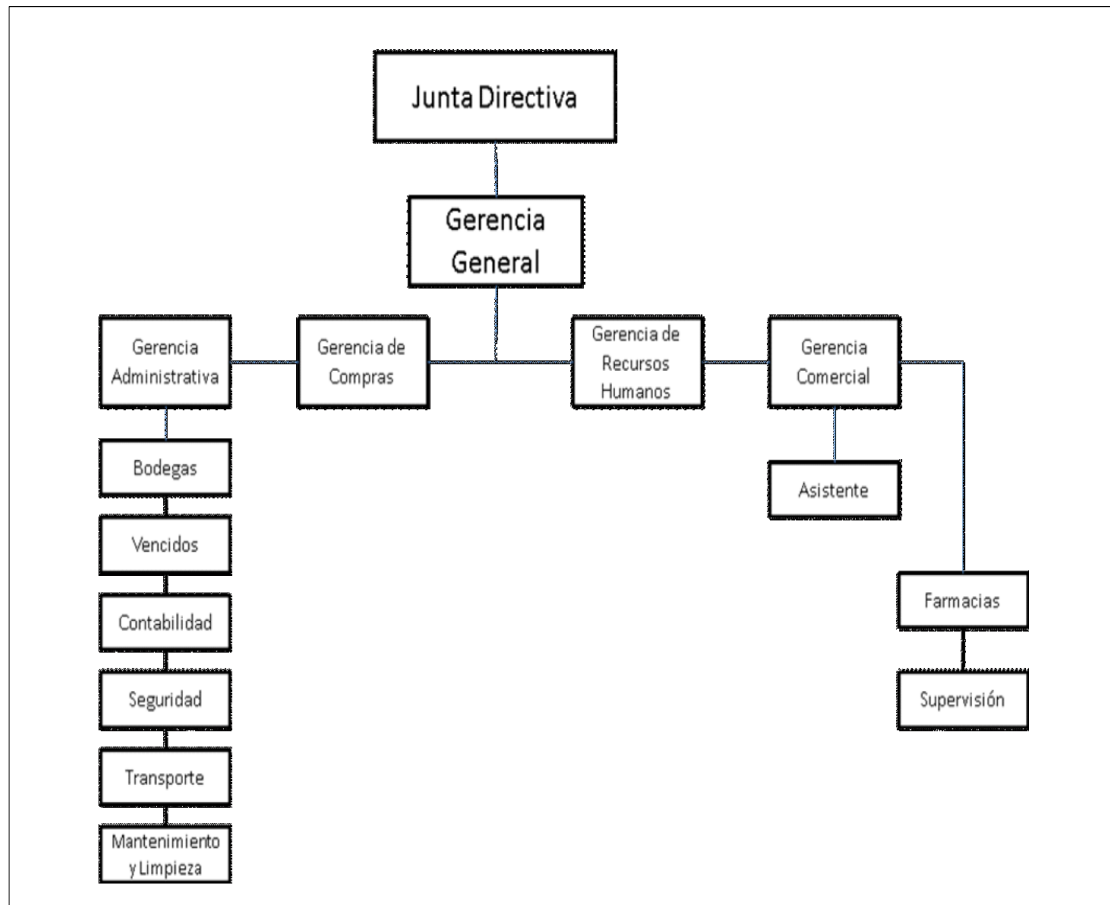 Junta Directiva
Gerencia
General
Gerencia
Administrativa
Gerencia de
Compras
Gerencia de
Recursos
Humanos
Gerencia
Comercial
Bodegas
Asistente
Vencidos
Contabilidad
Farmacias
Seguridad
Supervisión
Transporte
Mantenimiento
y Limpieza